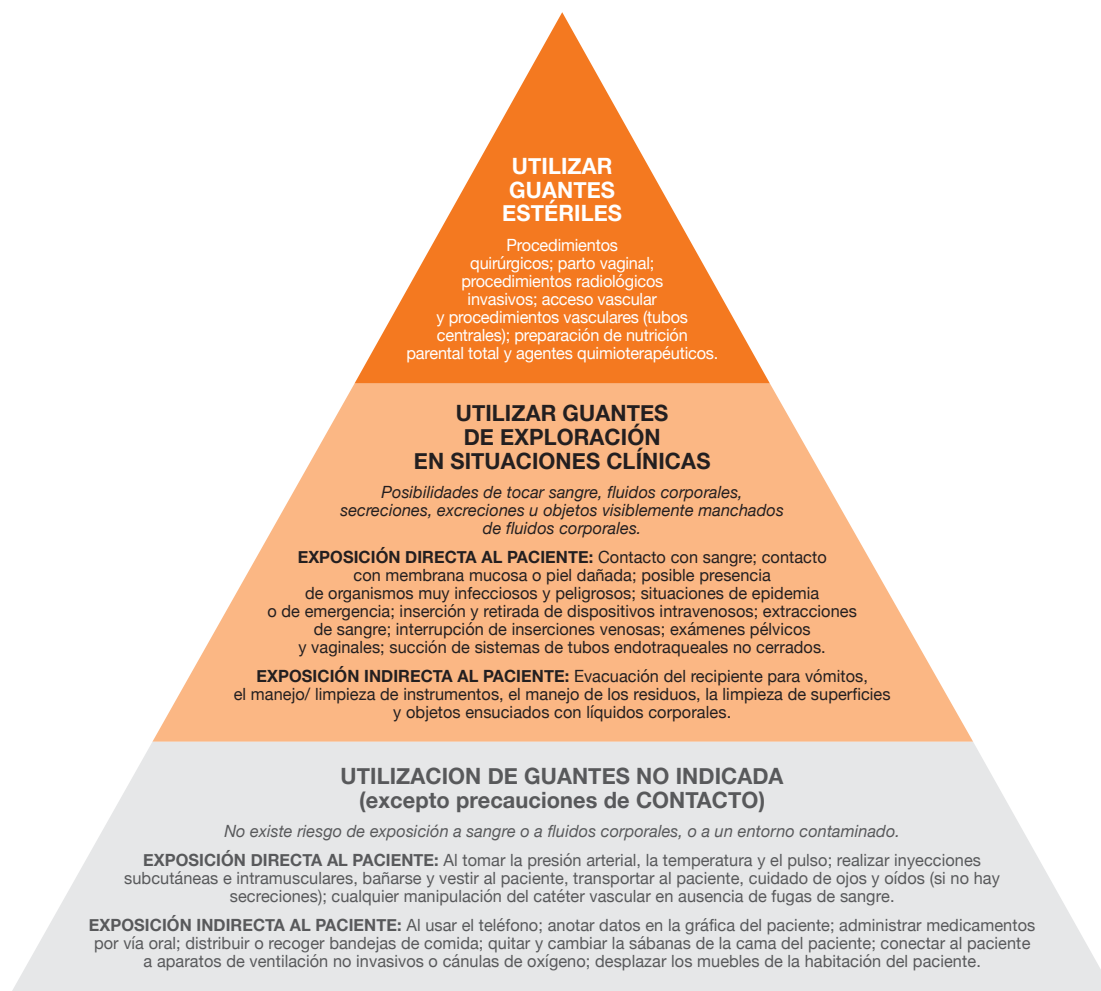 UTILIZAR
GUANTES
ESTÉRILES
Procedimientos
quirúrgicos; parto vaginal;
procedimientos radiológicos
invasivos; acceso vascular
y procedimientos vasculares (tubos
centrales); preparación de nutrición
parental total y agentes quimioterapéuticos.
UTILIZAR GUANTES
DE EXPLORACIÓN
EN SITUACIONES CLÍNICAS
Posibilidades de tocar sangre, fluidos corporales,
secreciones, excreciones u objetos visiblemente manchados
de fluidos corporales.
EXPOSICIÓN DIRECTA AL PACIENTE: Contacto con sangre; contacto
con membrana mucosa o piel dañada; posible presencia
de organismos muy infecciosos y peligrosos; situaciones de epidemia
o de emergencia; inserción y retirada de dispositivos intravenosos; extracciones
de sangre; interrupción de inserciones venosas; exámenes pélvicos
y vaginales; succión de sistemas de tubos endotraqueales no cerrados.
EXPOSICIÓN INDIRECTA AL PACIENTE: Evacuación del recipiente para vómitos,
el manejo/ limpieza de instrumentos, el manejo de los residuos, la limpieza de superficies
y objetos ensuciados con líquidos corporales.
UTILIZACION DE GUANTES NO INDICADA
(excepto precauciones de CONTACTO)
No existe riesgo de exposición a sangre o a fluidos corporales, o a un entorno contaminado.
EXPOSICIÓN DIRECTA AL PACIENTE: Al tomar la presión arterial, la temperatura y el pulso; realizar inyecciones
subcutáneas e intramusculares, bañarse y vestir al paciente, transportar al paciente, cuidado de ojos y oídos (si no hay
secreciones); cualquier manipulación del catéter vascular en ausencia de fugas de sangre.
EXPOSICIÓN INDIRECTA AL PACIENTE: Al usar el teléfono; anotar datos en la gráfica del paciente; administrar medicamentos
por vía oral; distribuir o recoger bandejas de comida; quitar y cambiar la sábanas de la cama del paciente; conectar al paciente
a aparatos de ventilación no invasivos o cánulas de oxígeno; desplazar los muebles de la habitación del paciente.